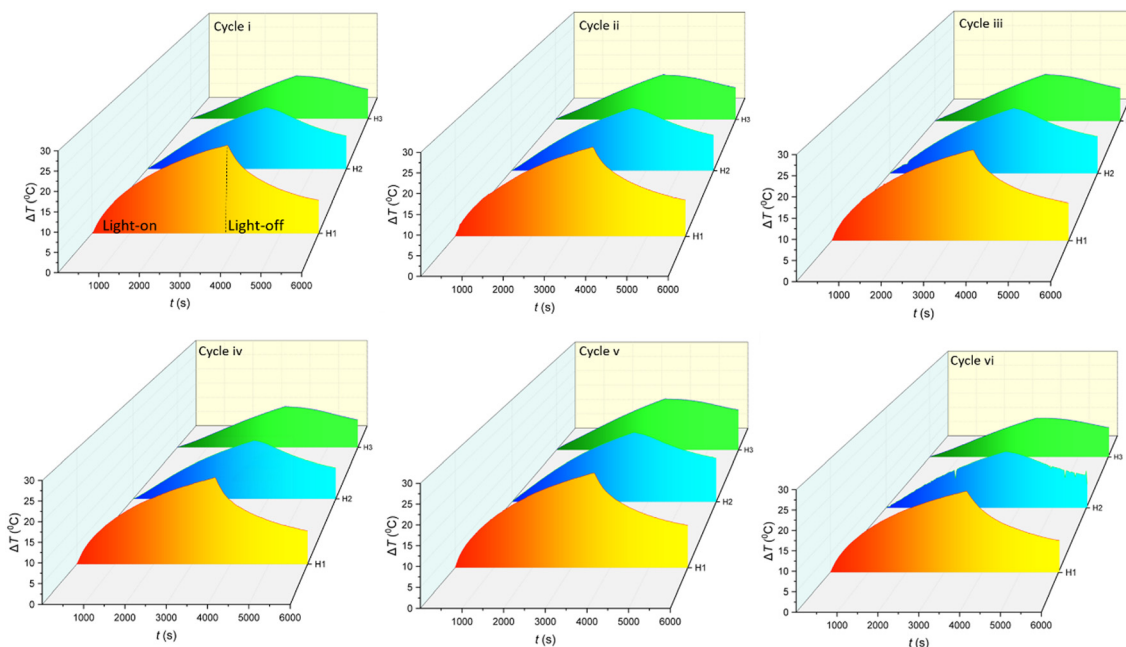 Cycle i
30
25
20
15
10
5
0
ΔT (⁰C)
Light-on
Light-off
H3
H2
H1
1000 2000 3000 4000 5000 6000
t (s)
Cycle ii
30
25
20
15
10
5
0
ΔT (⁰C)
H3
H2
H1
1000 2000 3000 4000 5000 6000
t (s)
Cycle iii
30
25
20
15
10
5
0
ΔT (⁰C)
H2
H1
1000 2000 3000 4000 5000 6000
t (s)
Cycle iv
30
25
20
15
10
5
0
ΔT (⁰C)
H3
H2
H1
1000 2000 3000 4000 5000 6000
t (s)
Cycle v
30
25
20
15
10
5
0
ΔT (⁰C)
H3
H2
H1
1000 2000 3000 4000 5000 6000
t (s)
Cycle vi
30
25
20
15
10
5
0
ΔT (⁰C)
H3
H2
H1
1000 2000 3000 4000 5000 6000
t (s)